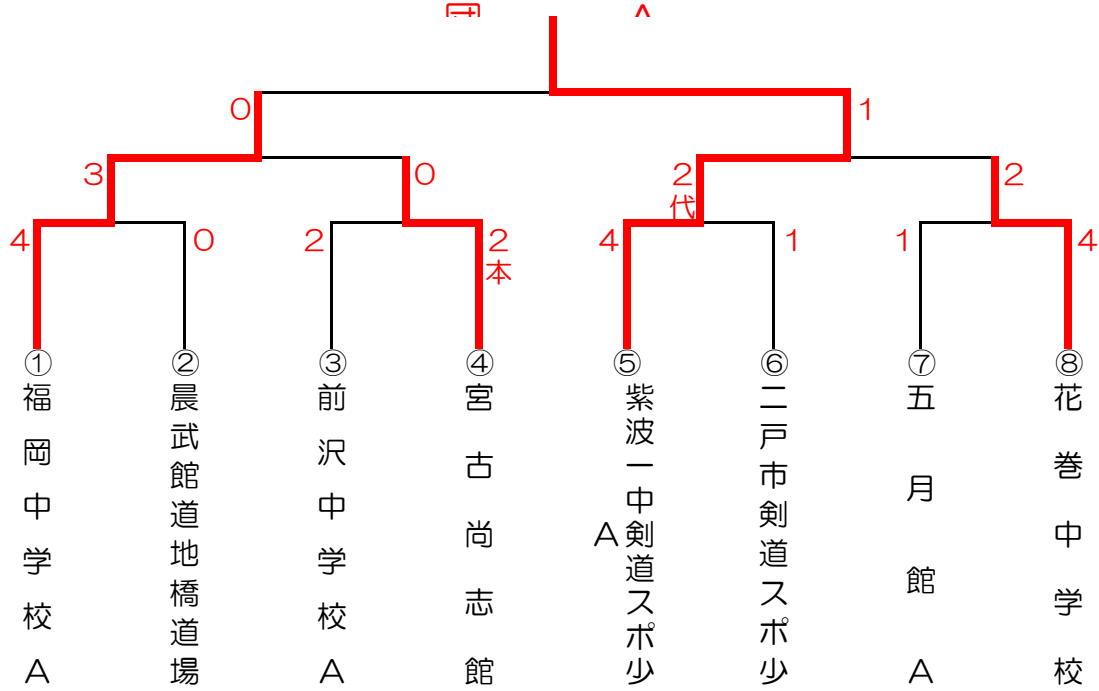 0 1
3 0 2 2
代
4 0 2 2 4 1 1 4
本
① ② ③ ④ ⑤ ⑥ ⑦ ⑧
福岡中学校A
晨武館道地橋道場
前沢中学校A
宮古尚志館
紫波一中剣道スポ少
A
二戸市剣道スポ少
五月館A
花巻中学校